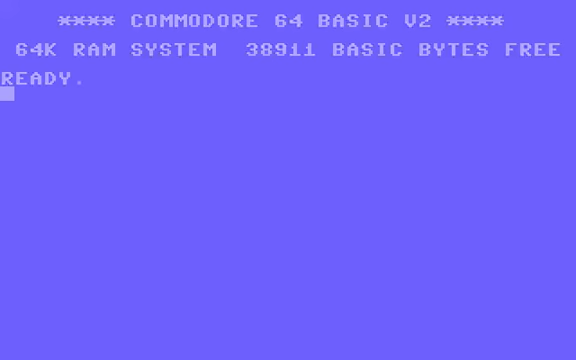 **** COMMODORE 64 BASIC V2 ****
64K RAM SYSTEM  38911 BASIC BYTES FREE
READY.